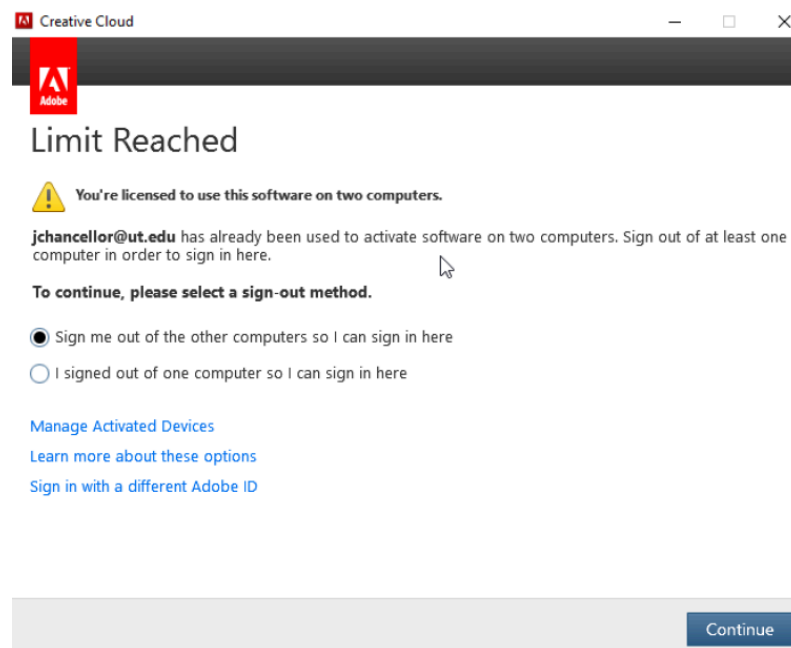 Creative Cloud
Adobe
Limit Reached
You're licensed to use this software on two computers.
jchancellor@ut.edu has already been used to activate software on two computers. Sign out of at least one
computer in order to sign in here.
To continue, please select a sign-out method.
Sign me out of the other computers so I can sign in here
I signed out of one computer so I can sign in here
Manage Activated Devices
Learn more about these options
Sign in with a different Adobe ID
Continue